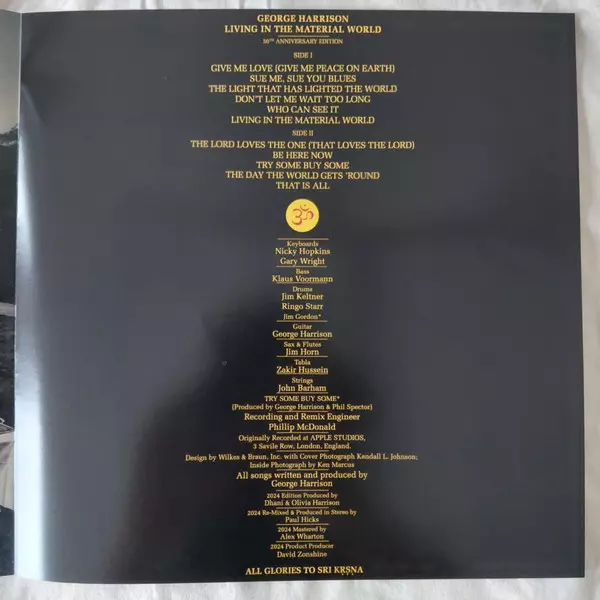 GEORGE HARRISON
LIVING IN THE MATERIAL WORLD
50TH ANNIVERSARY EDITION
SIDE I
GIVE ME LOVE (GIVE ME PEACE ON EARTH)
SUE ME, SUE YOU BLUES
THE LIGHT THAT HAS LIGHTED THE WORLD
DON'T LET ME WAIT TOO LONG
WHO CAN SEE IT
LIVING IN THE MATERIAL WORLD
SIDE II
THE LORD LOVES THE ONE (THAT LOVES THE LORD)
BE HERE NOW
TRY SOME BUY SOME
THE DAY THE WORLD GETS 'ROUND
THAT IS ALL
ॐ
Keyboards
Nicky Hopkins
Gary Wright
Bass
Klaus Voormann
Drums
Jim Keltner
Ringo Starr
Jim Gordon*
Guitar
George Harrison
Sax & Flutes
Jim Horn
Tabla
Zakir Hussein
Strings
John Barham
TRY SOME BUY SOME*
(Produced by George Harrison & Phil Spector)
Recording and Remix Engineer
Phillip McDonald
Originally Recorded at APPLE STUDIOS,
3 Savile Row, London, England.
Design by Wilkes & Braun, Inc. with Cover Photograph Kendall L. Johnson;
Inside Photograph by Ken Marcus
All songs written and produced by
George Harrison
2024 Edition Produced by
Dhani & Olivia Harrison
2024 Re-Mixed & Produced in Stereo by
Paul Hicks
2024 Mastered by
Alex Wharton
2024 Product Producer
David Zonshine
ALL GLORIES TO SRI KṚṢṆA